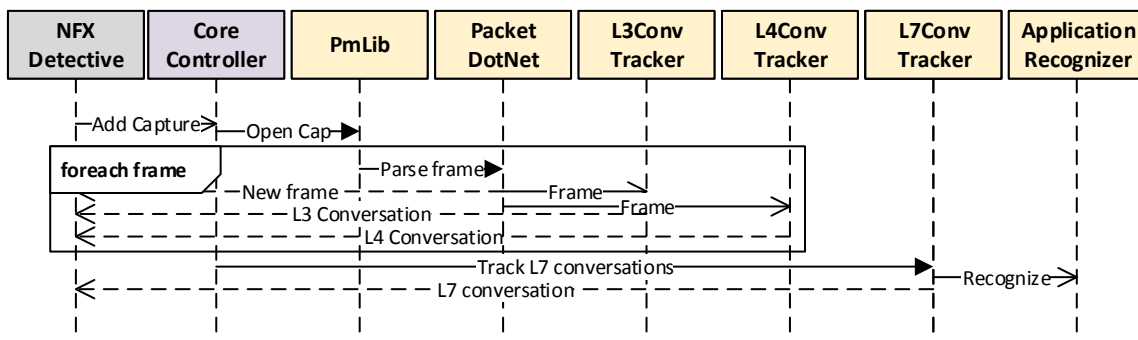 NFX
Detective
Core
Controller
PmLib
Packet
DotNet
L3Conv
Tracker
L4Conv
Tracker
L7Conv
Tracker
Application
Recognizer
Add Capture
Open Cap
foreach frame
Parse frame
New frame
Frame
L3 Conversation
Frame
L4 Conversation
Track L7 conversations
Recognize
L7 conversation